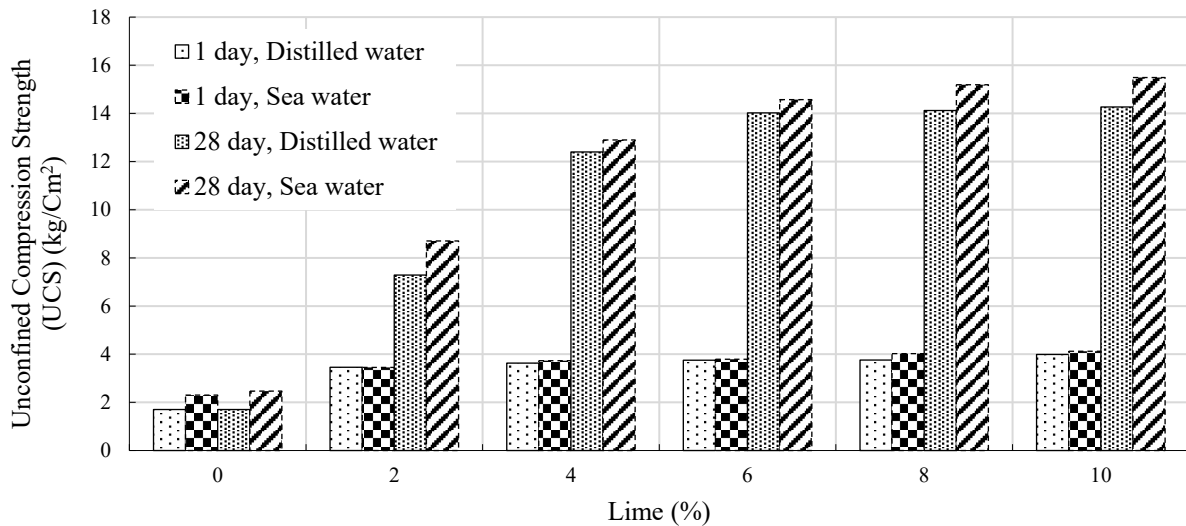 Unconfined Compression Strength
(UCS) (kg/Cm²)
18
16
14
12
10
8
6
4
2
0
1 day, Distilled water
1 day, Sea water
28 day, Distilled water
28 day, Sea water
0 2 4 6 8 10
Lime (%)